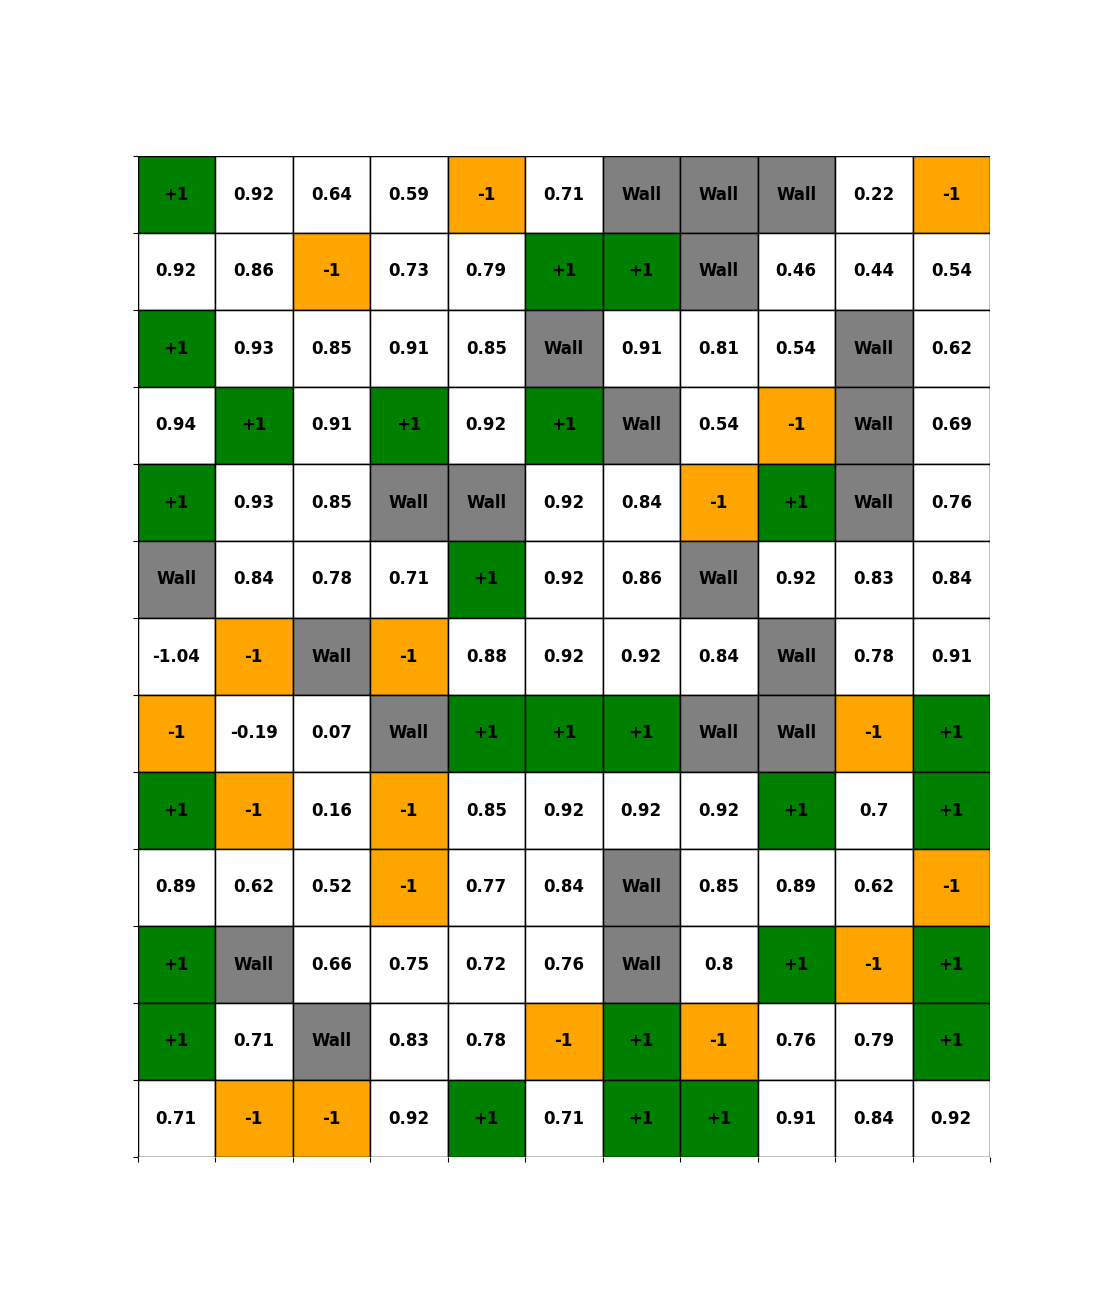 +1 0.92 0.64 0.59 -1 0.71 Wall Wall Wall 0.22 -1
0.92 0.86 -1 0.73 0.79 +1 +1 Wall 0.46 0.44 0.54
+1 0.93 0.85 0.91 0.85 Wall 0.91 0.81 0.54 Wall 0.62
0.94 +1 0.91 +1 0.92 +1 Wall 0.54 -1 Wall 0.69
+1 0.93 0.85 Wall Wall 0.92 0.84 -1 +1 Wall 0.76
Wall 0.84 0.78 0.71 +1 0.92 0.86 Wall 0.92 0.83 0.84
-1.04 -1 Wall -1 0.88 0.92 0.92 0.84 Wall 0.78 0.91
-1 -0.19 0.07 Wall +1 +1 +1 Wall Wall -1 +1
+1 -1 0.16 -1 0.85 0.92 0.92 0.92 +1 0.7 +1
0.89 0.62 0.52 -1 0.77 0.84 Wall 0.85 0.89 0.62 -1
+1 Wall 0.66 0.75 0.72 0.76 Wall 0.8 +1 -1 +1
+1 0.71 Wall 0.83 0.78 -1 +1 -1 0.76 0.79 +1
0.71 -1 -1 0.92 +1 0.71 +1 +1 0.91 0.84 0.92